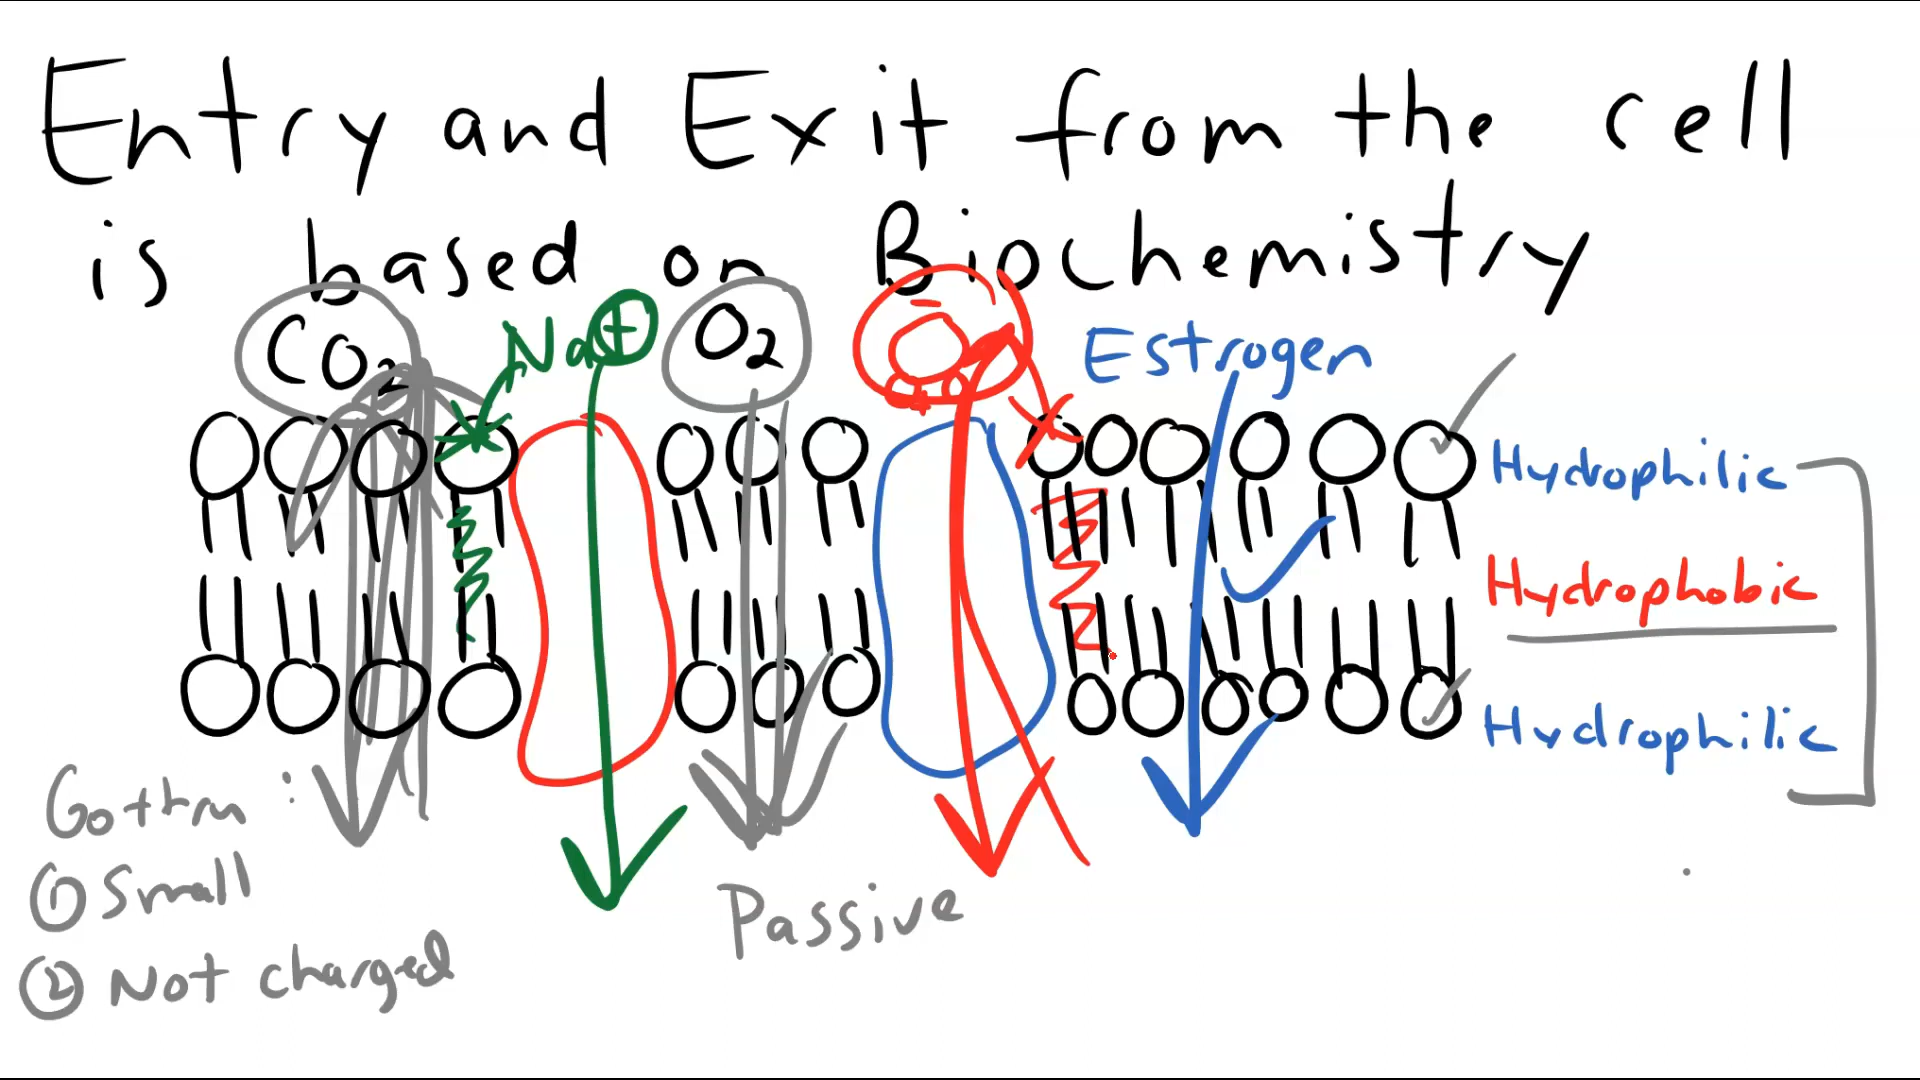 Entry and Exit from the cell
is based on Biochemistry
CO2 Na+ O2 Estrogen
Hydrophilic
Hydrophobic
Hydrophilic
:
① Small
Passive
② Not charged